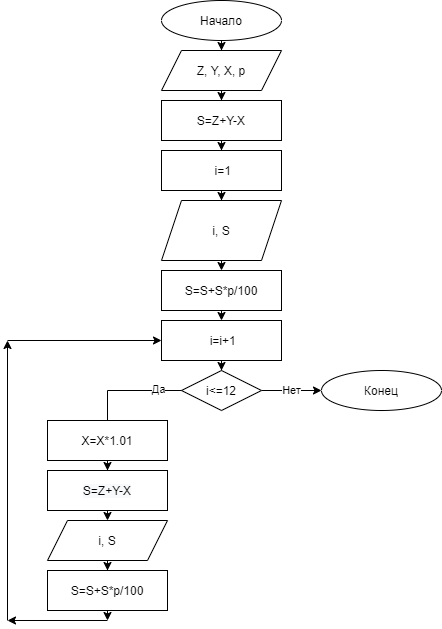 Начало
Z, Y, X, p
S=Z+Y-X
i=1
i, S
S=S+S*p/100
i=i+1
Да
i<=12
Нет
Конец
X=X*1.01
S=Z+Y-X
i, S
S=S+S*p/100